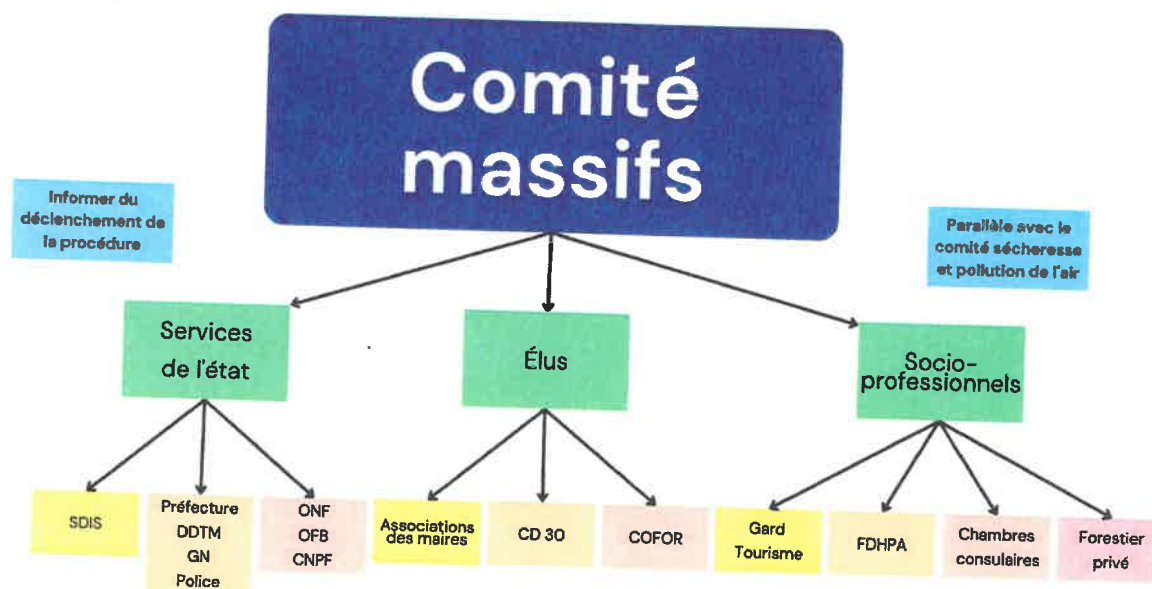 Comité
massifs
Informer du
déclenchement de
la procédure
Parallèle avec le
comité sécheresse
et pollution de l'air
Services
de l'état
Élus
Socio-
professionnels
SDIS
Préfecture
DDTM
GN
Police
ONF
OFB
CNPF
Associations
des maires
CD 30
COFOR
Gard
Tourisme
FDHPA
Chambres
consulaires
Forestier
privé